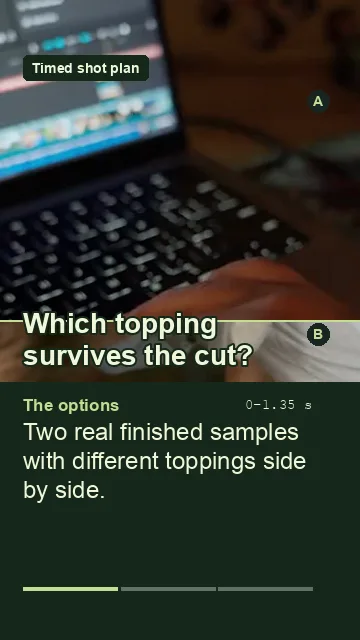 Timed shot plan
A
Which topping
survives the cut?
B
The options
0–1.35 s
Two real finished samples
with different toppings side
by side.